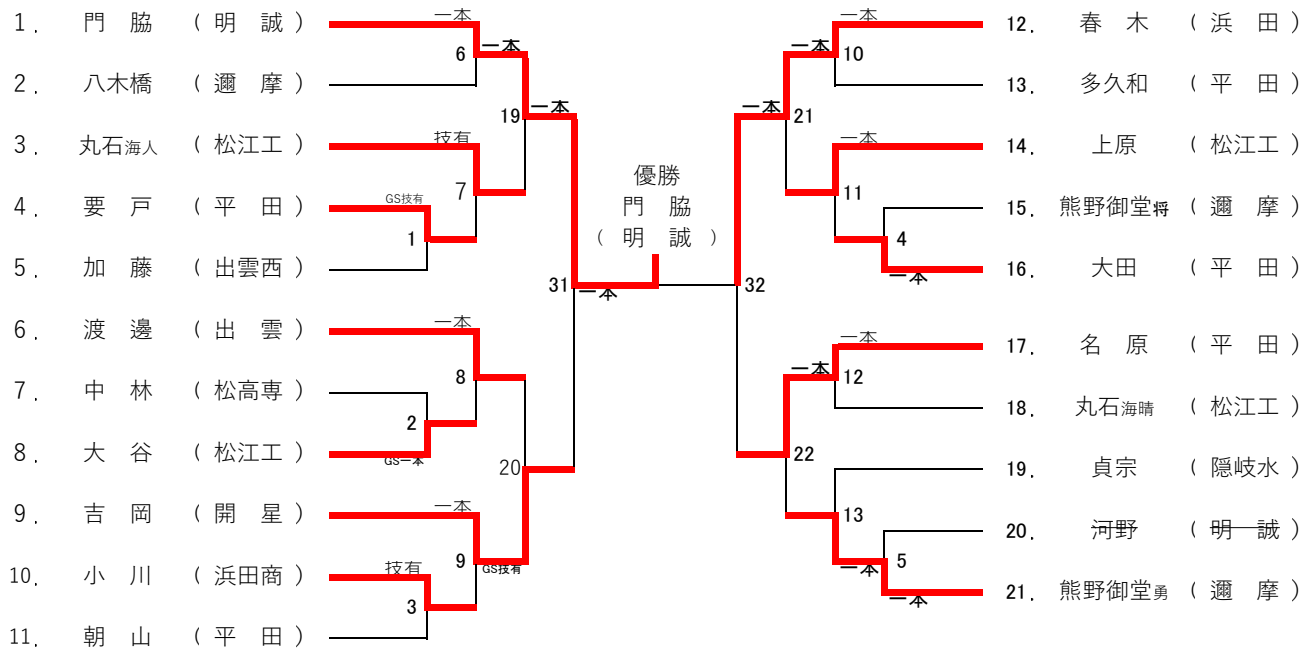 一本
1. 門 脇 ( 明 誠 )
6
一本
2. 八木橋 ( 邇 摩 )
19
一本
技有
3. 丸石海人 ( 松江工 )
7
GS技有
4. 要 戸 ( 平 田 )
1
5. 加 藤 ( 出雲西 )
31
一本
一本
6. 渡 邊 ( 出 雲 )
8
7. 中 林 ( 松高専 )
2
8. 大 谷 ( 松江工 )
GS一本
20
一本
9. 吉 岡 ( 開 星 )
9
GS技有
技有
10. 小 川 ( 浜田商 )
3
11. 朝 山 ( 平 田 )
優勝
門 脇
( 明 誠 )
一本
12. 春 木 ( 浜 田 )
一本
10
13. 多久和 ( 平 田 )
一本
21
一本
14. 上原 ( 松江工 )
11
15. 熊野御堂将 ( 邇 摩 )
4
16. 大田 ( 平 田 )
一本
32
一本
17. 名 原 ( 平 田 )
一本
12
18. 丸石海晴 ( 松江工 )
22
19. 貞宗 ( 隠岐水 )
13
20. 河野 ( 明 誠 )
一本
5
21. 熊野御堂勇 ( 邇 摩 )
一本